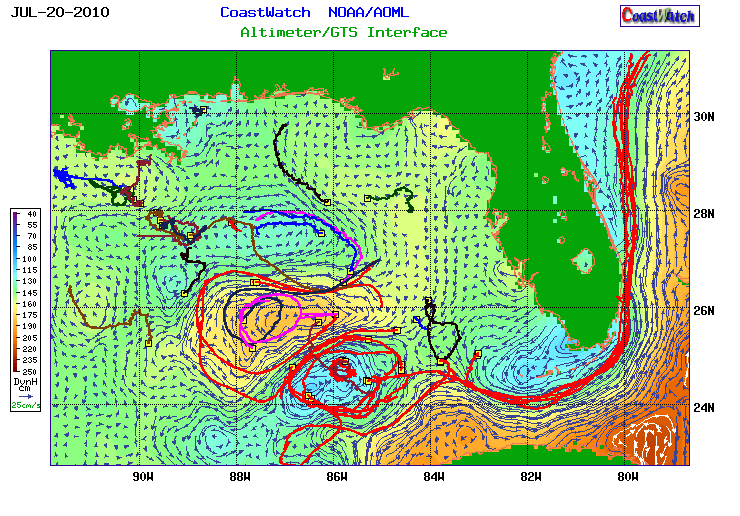 JUL-20-2010
CoastWatch NOAA/AOML
CoastWatch
Altimeter/GTS Interface
30N
28N
26N
24N
40
55
70
85
100
115
130
145
160
175
190
205
220
235
250
DynH
cm
25cm/s
90W 88W 86W 84W 82W 80W